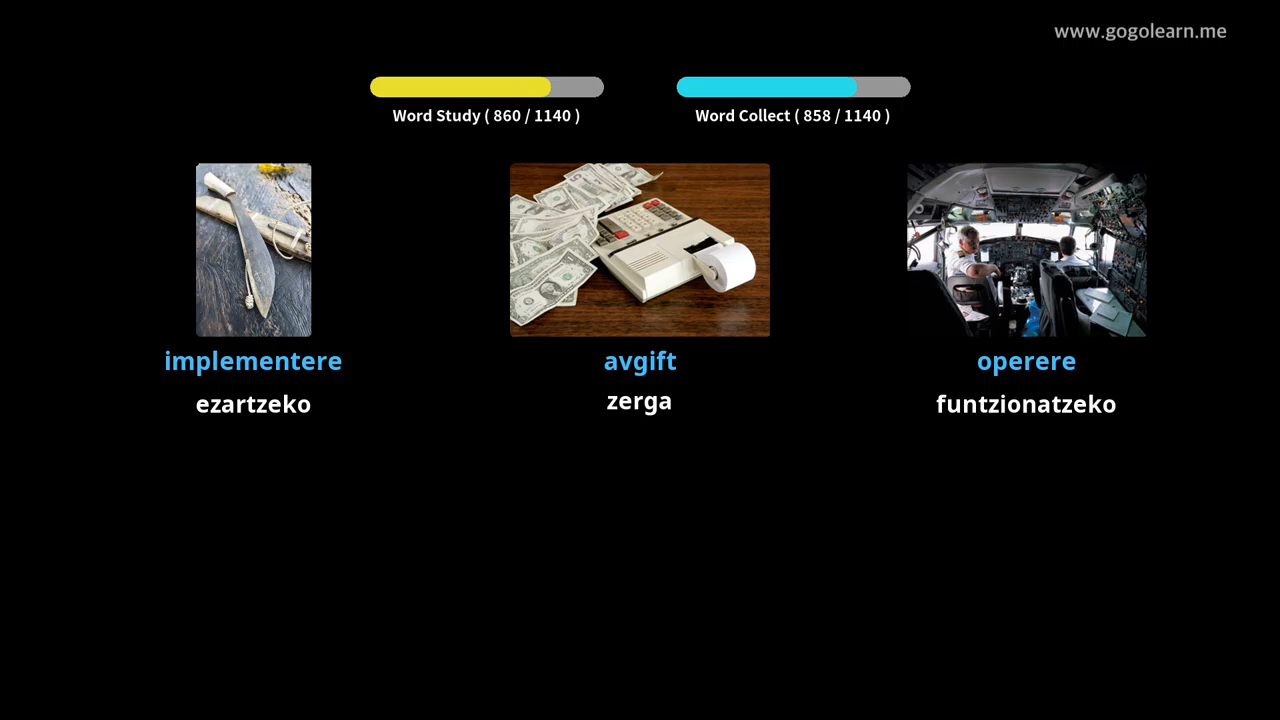 www.gogolearn.me
Word Study ( 860 / 1140 )
Word Collect ( 858 / 1140 )
implementere
avgift
operere
ezartzeko
zerga
funtzionatzeko